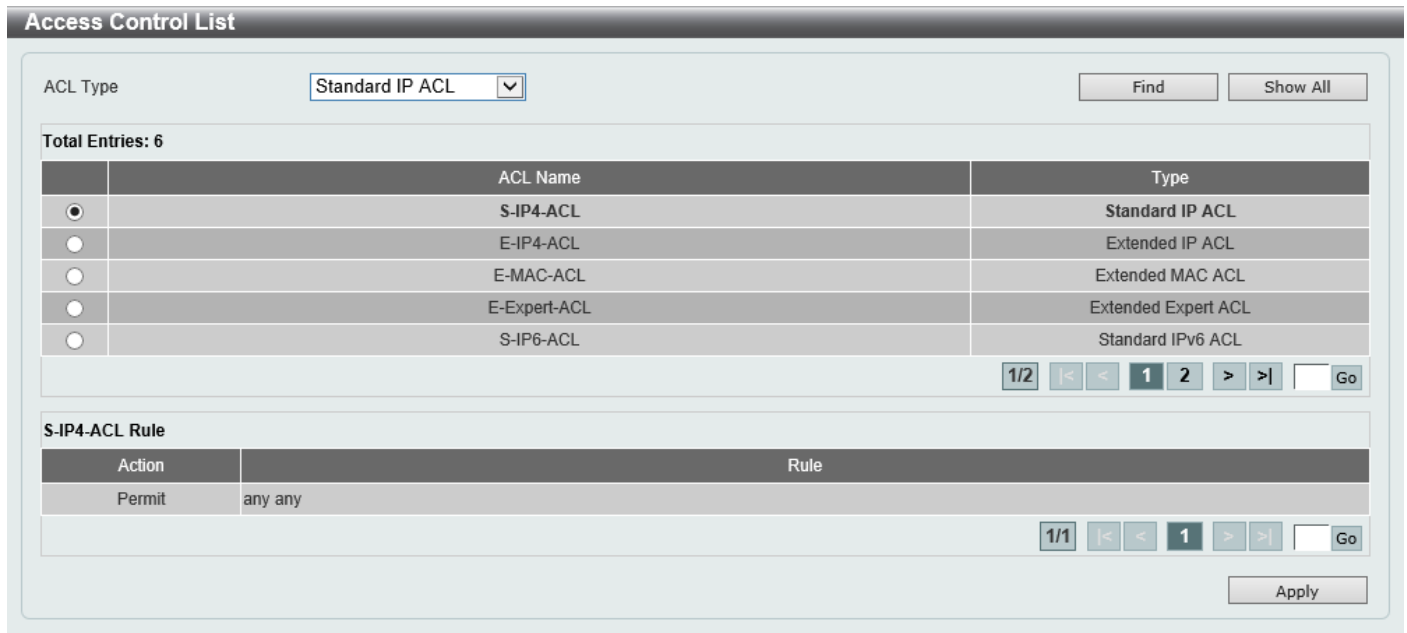 Access Control List
ACL Type Standard IP ACL Find Show All
Total Entries: 6
ACL Name Type
S-IP4-ACL Standard IP ACL
E-IP4-ACL Extended IP ACL
E-MAC-ACL Extended MAC ACL
E-Expert-ACL Extended Expert ACL
S-IP6-ACL Standard IPv6 ACL
1/2 |< < 1 2 > >| Go
S-IP4-ACL Rule
Action Rule
Permit any any
1/1 |< < 1 > >| Go
Apply